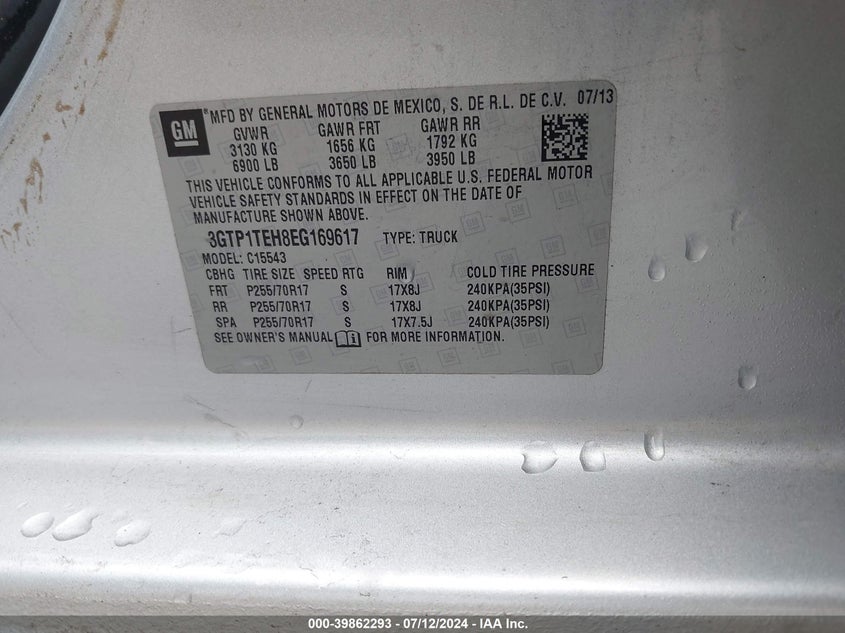 GM
® MFD BY GENERAL MOTORS DE MEXICO, S. DE R.L. DE C.V. 07/13
GVWR GAWR FRT GAWR RR
3130 KG 1656 KG 1792 KG
6900 LB 3650 LB 3950 LB
THIS VEHICLE CONFORMS TO ALL APPLICABLE U.S. FEDERAL MOTOR
VEHICLE SAFETY STANDARDS IN EFFECT ON THE DATE OF
MANUFACTURE SHOWN ABOVE.
3GTP1TEH8EG169617 TYPE: TRUCK
MODEL: C15543
CBHG TIRE SIZE SPEED RTG RIM COLD TIRE PRESSURE
FRT P255/70R17 S 17X8J 240KPA(35PSI)
RR P255/70R17 S 17X8J 240KPA(35PSI)
SPA P255/70R17 S 17X7.5J 240KPA(35PSI)
SEE OWNER'S MANUAL i FOR MORE INFORMATION.
000-39862293 - 07/12/2024 - IAA Inc.